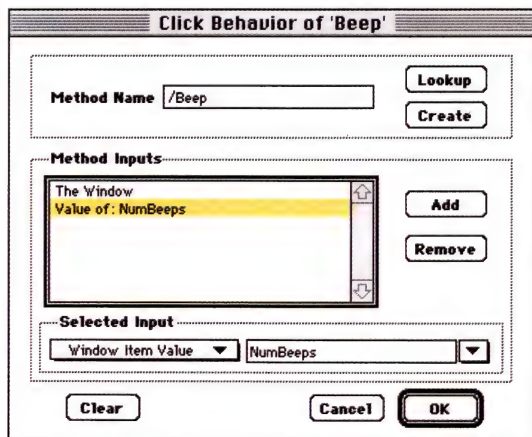 Click Behavior of 'Beep'
Method Name /Beep
Lookup
Create
Method Inputs
The Window
Value of: NumBeeps
Add
Remove
Selected Input
Window Item Value NumBeeps
Clear Cancel OK